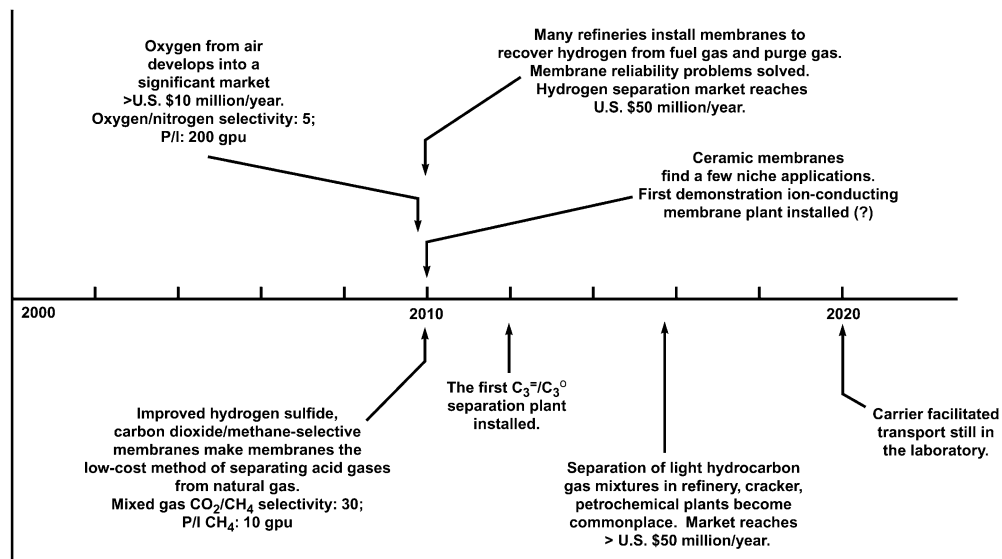 Oxygen from air
develops into a
significant market
>U.S. $10 million/year.
Oxygen/nitrogen selectivity: 5;
P/l: 200 gpu
Many refineries install membranes to
recover hydrogen from fuel gas and purge gas.
Membrane reliability problems solved.
Hydrogen separation market reaches
U.S. $50 million/year.
Ceramic membranes
find a few niche applications.
First demonstration ion-conducting
membrane plant installed (?)
2000
2010
2020
Improved hydrogen sulfide,
carbon dioxide/methane-selective
membranes make membranes the
low-cost method of separating acid gases
from natural gas.
Mixed gas CO₂/CH₄ selectivity: 30;
P/l CH₄: 10 gpu
The first C₃⁼/C₃⁰
separation plant
installed.
Separation of light hydrocarbon
gas mixtures in refinery, cracker,
petrochemical plants become
commonplace. Market reaches
> U.S. $50 million/year.
Carrier facilitated
transport still in
the laboratory.